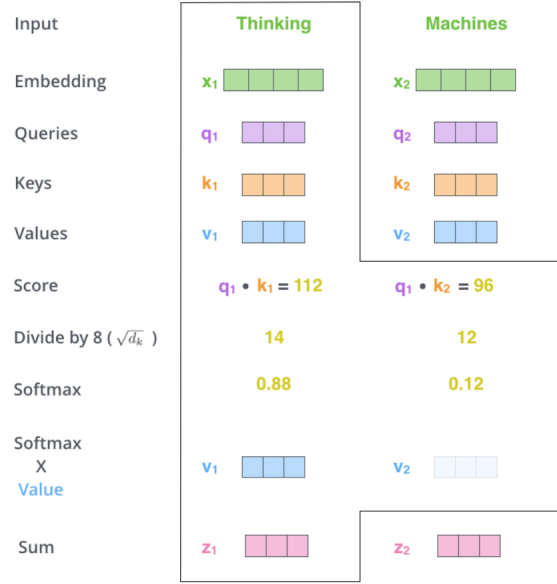 Input Thinking Machines
Embedding x₁ x₂
Queries q₁ q₂
Keys k₁ k₂
Values v₁ v₂
Score q₁ • k₁ = 112 q₁ • k₂ = 96
Divide by 8 ( √dₖ ) 14 12
Softmax 0.88 0.12
Softmax
X
Value v₁ v₂
Sum z₁ z₂